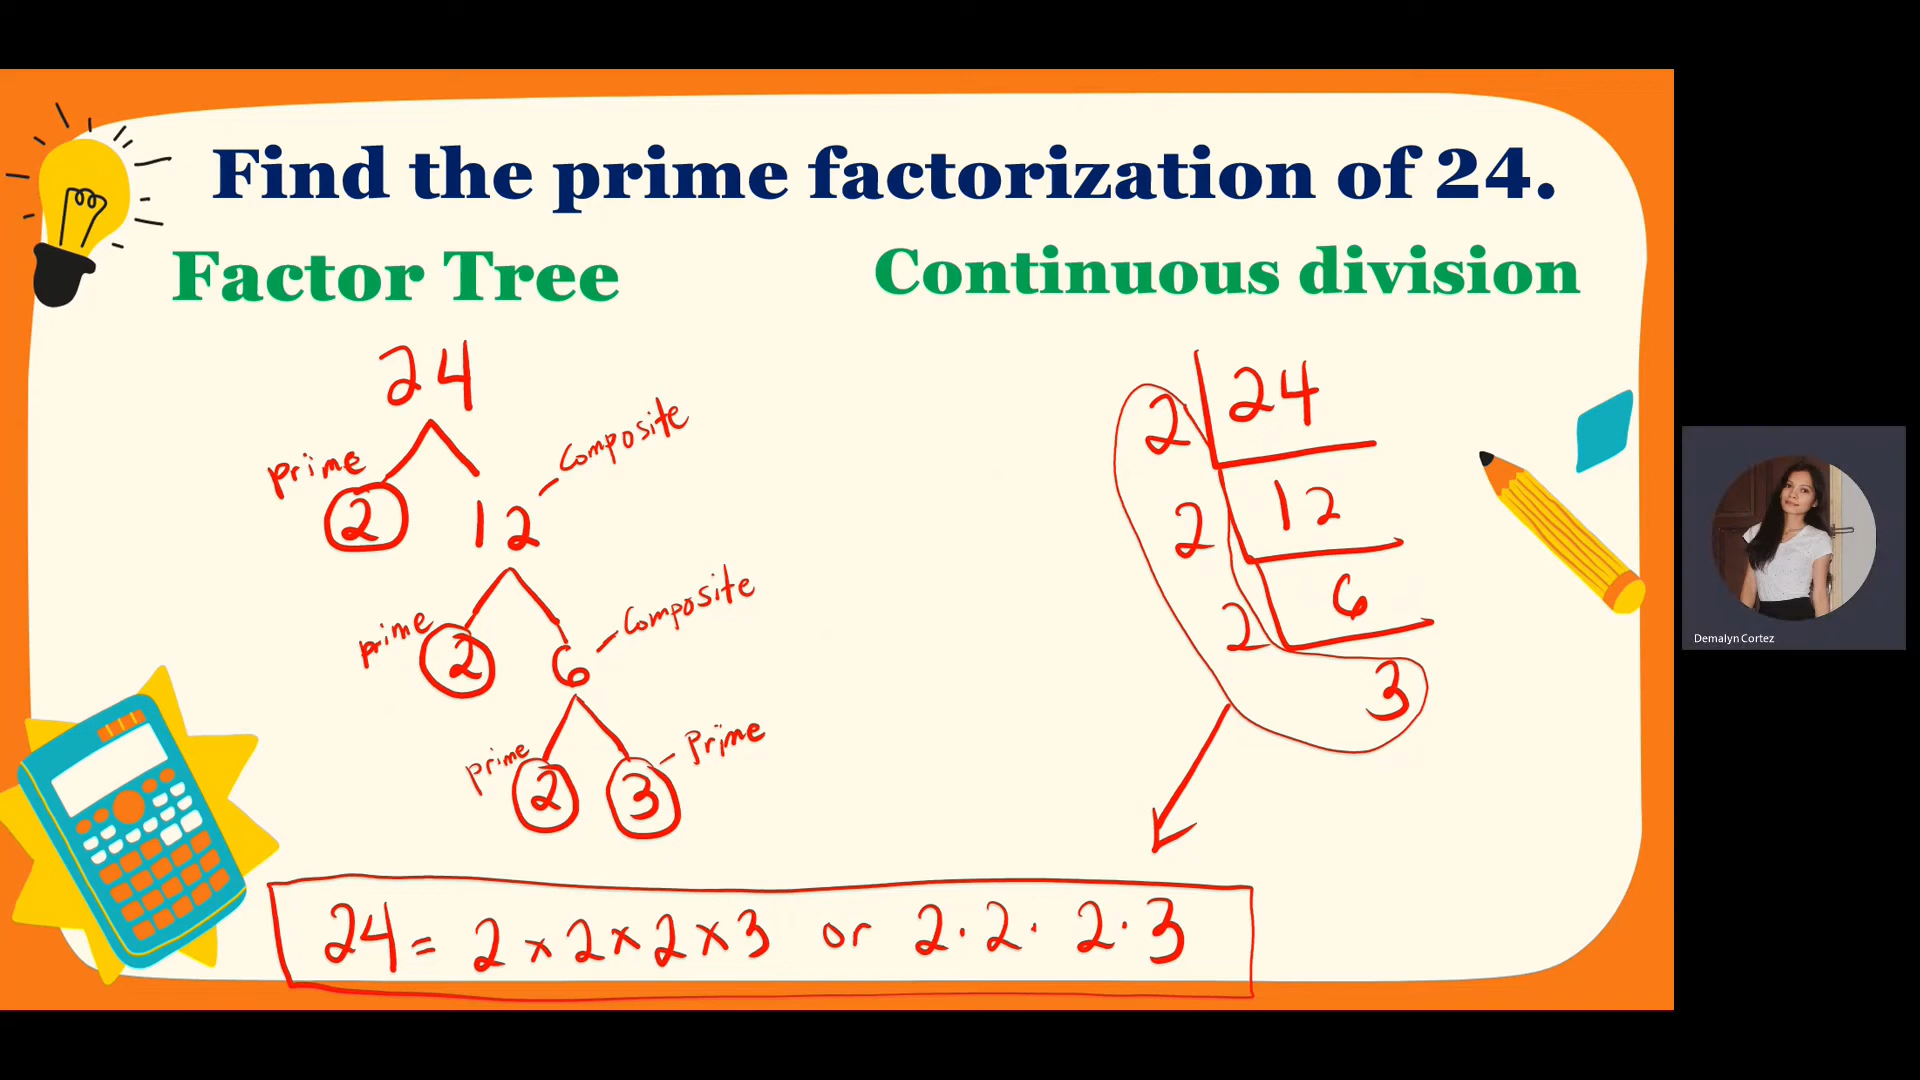 Find the prime factorization of 24.
Factor Tree
24
prime
2
12
Composite
prime
2
6
Composite
prime
2
3
Prime
Continuous division
2 24
2 12
2 6
3
24 = 2 × 2 × 2 × 3 or 2 · 2 · 2 · 3
Demalyn Cortez